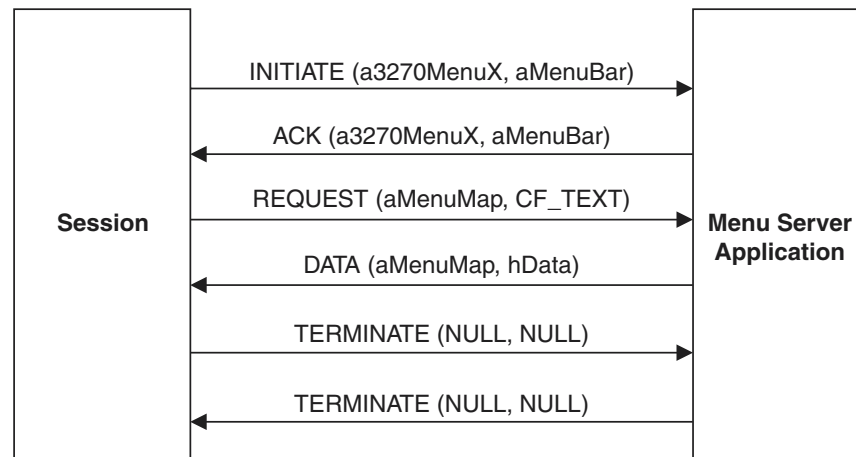 INITIATE (a3270MenuX, aMenuBar)
ACK (a3270MenuX, aMenuBar)
REQUEST (aMenuMap, CF_TEXT)
Session
Menu Server
Application
DATA (aMenuMap, hData)
TERMINATE (NULL, NULL)
TERMINATE (NULL, NULL)